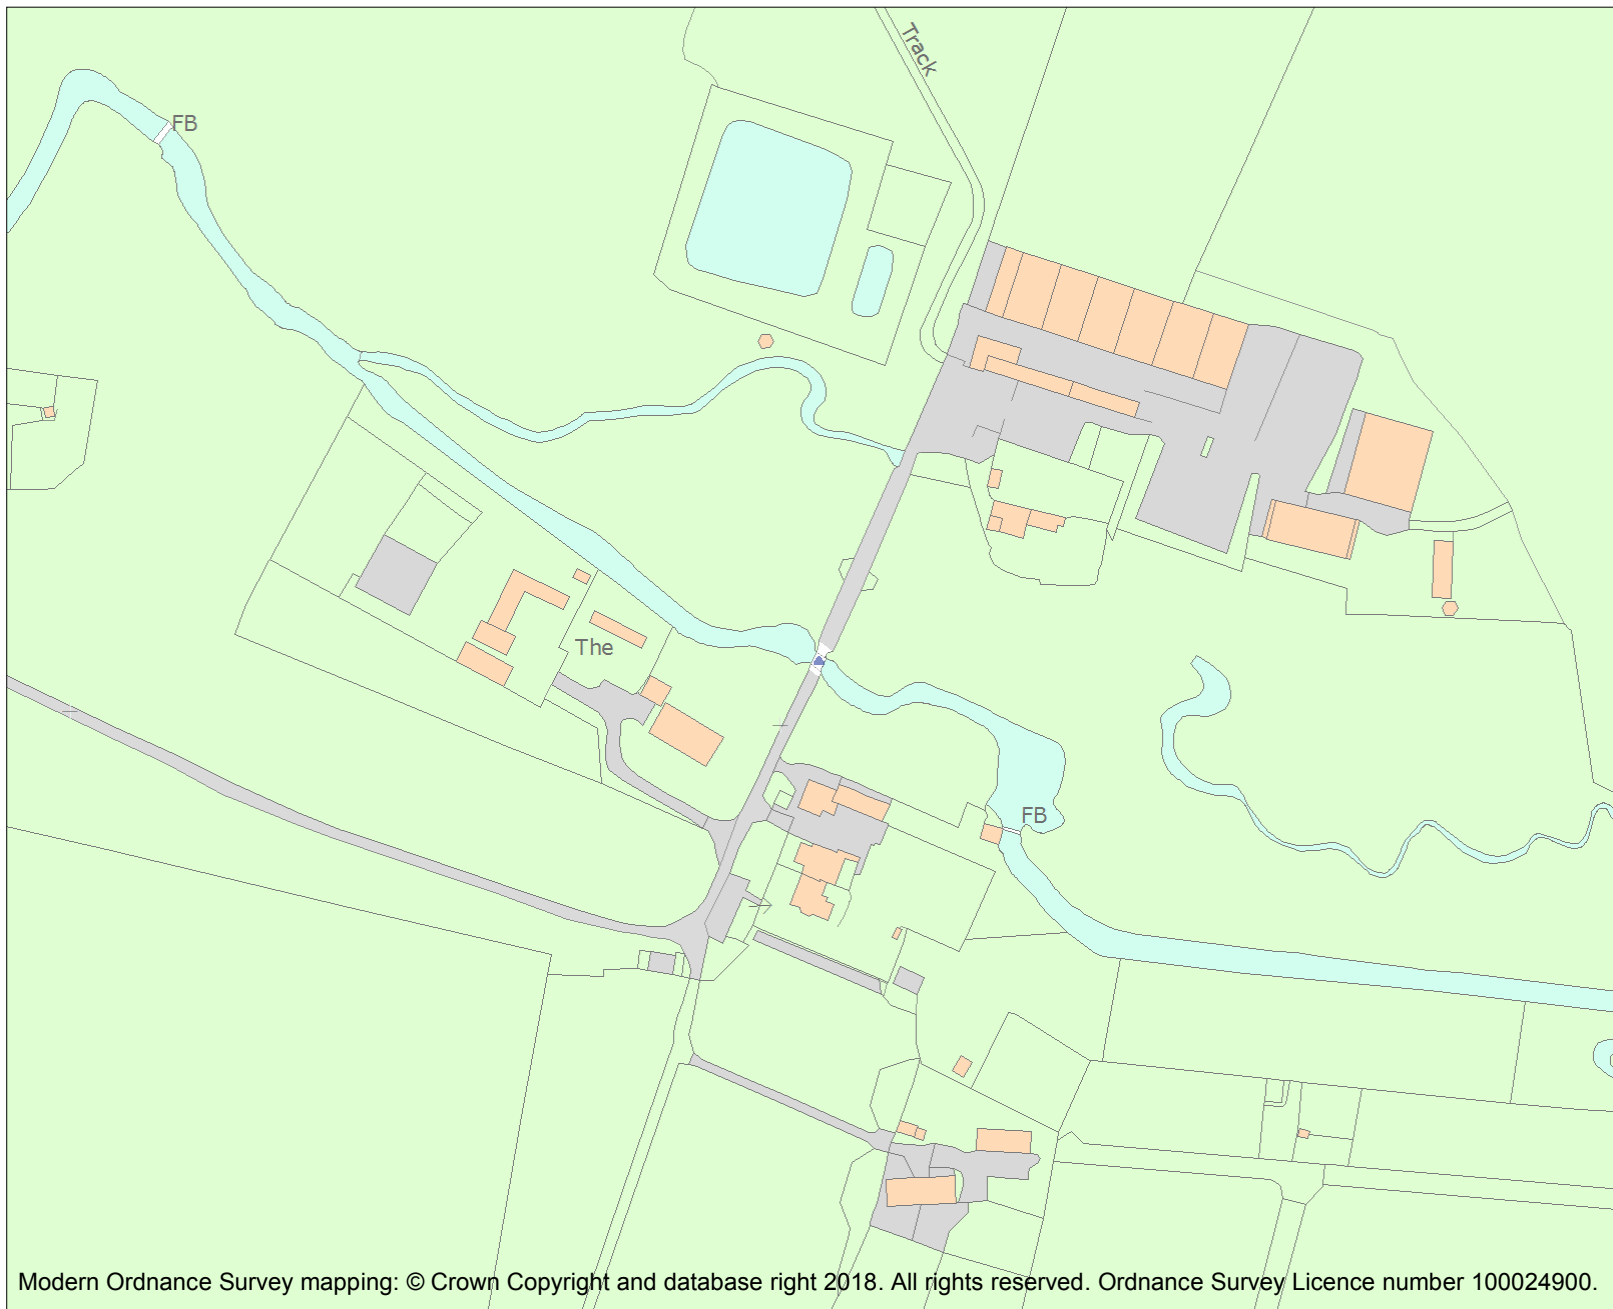 Track
FB
The
FB
Modern Ordnance Survey mapping: © Crown Copyright and database right 2018. All rights reserved. Ordnance Survey Licence number 100024900.